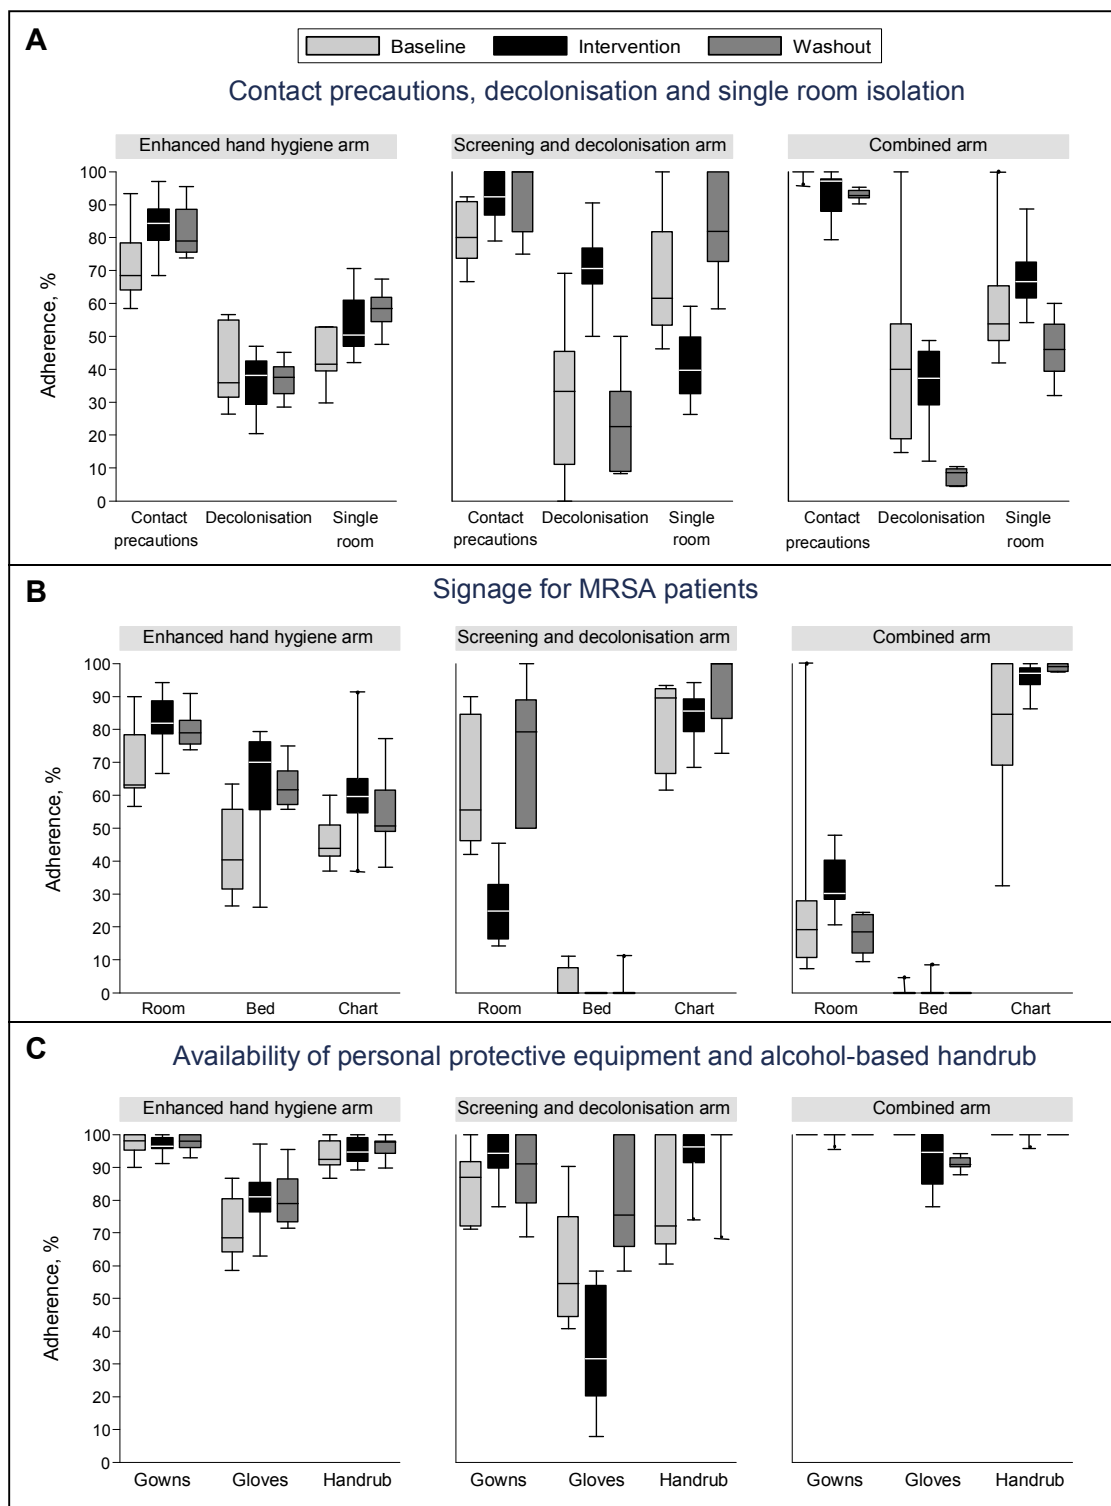 A
Baseline Intervention Washout
Contact precautions, decolonisation and single room isolation
Enhanced hand hygiene arm Screening and decolonisation arm Combined arm
Adherence, %
100
90
80
70
60
50
40
30
20
10
0
Contact Decolonisation Single Contact Decolonisation Single Contact Decolonisation Single
precautions room precautions room precautions room
B
Signage for MRSA patients
Enhanced hand hygiene arm Screening and decolonisation arm Combined arm
Adherence, %
100
90
80
70
60
50
40
30
20
10
0
Room Bed Chart Room Bed Chart Room Bed Chart
C
Availability of personal protective equipment and alcohol-based handrub
Enhanced hand hygiene arm Screening and decolonisation arm Combined arm
Adherence, %
100
90
80
70
60
50
40
30
20
10
0
Gowns Gloves Handrub Gowns Gloves Handrub Gowns Gloves Handrub